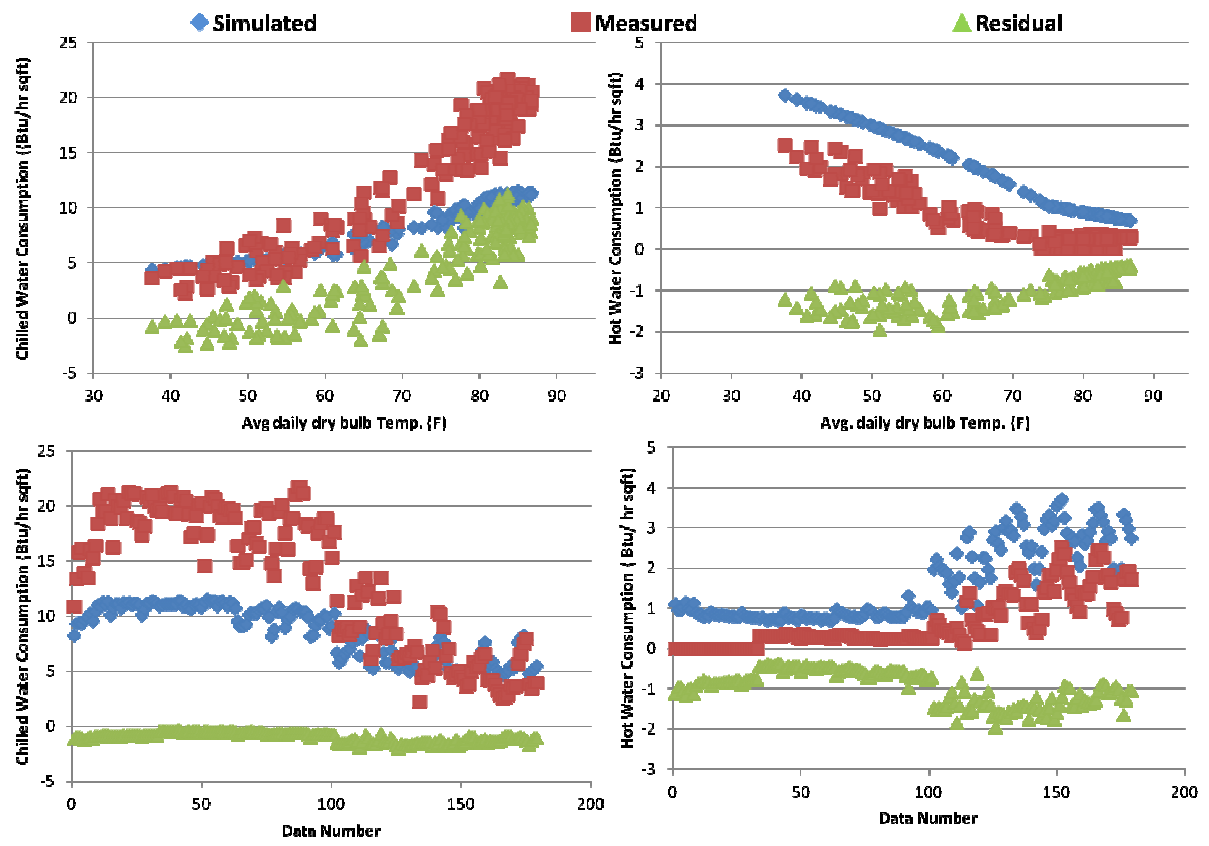 Simulated Measured Residual
Chilled Water Consumption ((Btu/hr sqft)
25
20
15
10
5
0
-5
30 40 50 60 70 80 90
Avg daily dry bulb Temp. (F)
Hot Water Consumption (Btu/hr sqft)
5
4
3
2
1
0
-1
-2
-3
20 30 40 50 60 70 80 90
Avg. daily dry bulb Temp. (F)
Chilled Water Consumption (Btu/hr sqft)
25
20
15
10
5
0
-5
0 50 100 150 200
Data Number
Hot Water Consumption ( Btu/ hr sqft)
5
4
3
2
1
0
-1
-2
-3
0 50 100 150 200
Data Number